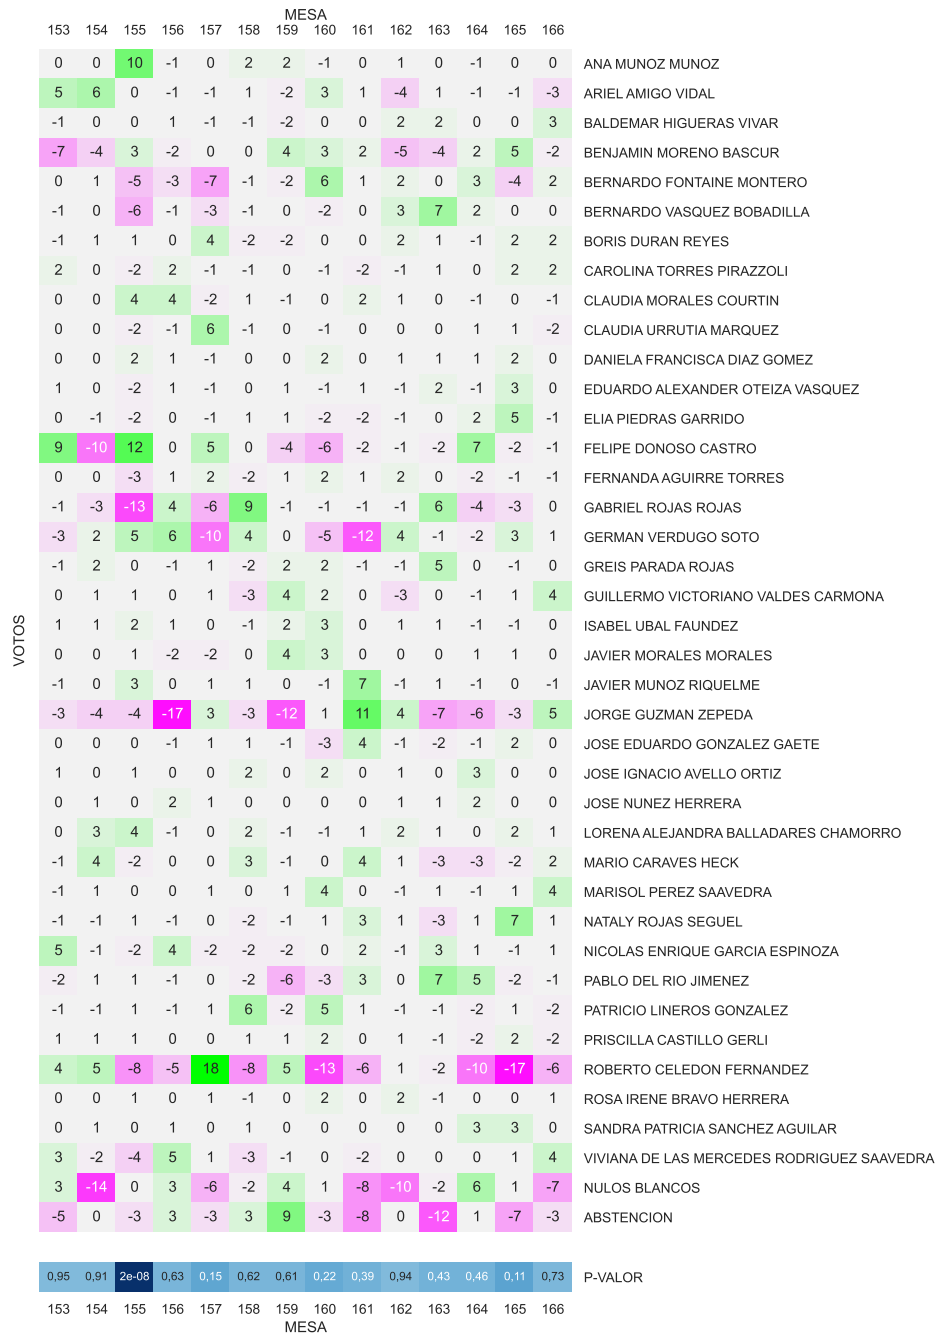 MESA
153 154 155 156 157 158 159 160 161 162 163 164 165 166
0 0 10 -1 0 2 2 -1 0 1 0 -1 0 0 ANA MUNOZ MUNOZ
5 6 0 -1 -1 1 -2 3 1 -4 1 -1 -1 -3 ARIEL AMIGO VIDAL
-1 0 0 1 -1 -1 -2 0 0 2 2 0 0 3 BALDEMAR HIGUERAS VIVAR
-7 -4 3 -2 0 0 4 3 2 -5 -4 2 5 -2 BENJAMIN MORENO BASCUR
0 1 -5 -3 -7 -1 -2 6 1 2 0 3 -4 2 BERNARDO FONTAINE MONTERO
-1 0 -6 -1 -3 -1 0 -2 0 3 7 2 0 0 BERNARDO VASQUEZ BOBADILLA
-1 1 1 0 4 -2 -2 0 0 2 1 -1 2 2 BORIS DURAN REYES
2 0 -2 2 -1 -1 0 -1 -2 -1 1 0 2 2 CAROLINA TORRES PIRAZZOLI
0 0 4 4 -2 1 -1 0 2 1 0 -1 0 -1 CLAUDIA MORALES COURTIN
0 0 -2 -1 6 -1 0 -1 0 0 0 1 1 -2 CLAUDIA URRUTIA MARQUEZ
0 0 2 1 -1 0 0 2 0 1 1 1 2 0 DANIELA FRANCISCA DIAZ GOMEZ
1 0 -2 1 -1 0 1 -1 1 -1 2 -1 3 0 EDUARDO ALEXANDER OTEIZA VASQUEZ
0 -1 -2 0 -1 1 1 -2 -2 -1 0 2 5 -1 ELIA PIEDRAS GARRIDO
9 -10 12 0 5 0 -4 -6 -2 -1 -2 7 -2 -1 FELIPE DONOSO CASTRO
0 0 -3 1 2 -2 1 2 1 2 0 -2 -1 -1 FERNANDA AGUIRRE TORRES
-1 -3 -13 4 -6 9 -1 -1 -1 -1 6 -4 -3 0 GABRIEL ROJAS ROJAS
-3 2 5 6 -10 4 0 -5 -12 4 -1 -2 3 1 GERMAN VERDUGO SOTO
-1 2 0 -1 1 -2 2 2 -1 -1 5 0 -1 0 GREIS PARADA ROJAS
0 1 1 0 1 -3 4 2 0 -3 0 -1 1 4 GUILLERMO VICTORIANO VALDES CARMONA
VOTOS
1 1 2 1 0 -1 2 3 0 1 1 -1 -1 0 ISABEL UBAL FAUNDEZ
0 0 1 -2 -2 0 4 3 0 0 0 1 1 0 JAVIER MORALES MORALES
-1 0 3 0 1 1 0 -1 7 -1 1 -1 0 -1 JAVIER MUNOZ RIQUELME
-3 -4 -4 -17 3 -3 -12 1 11 4 -7 -6 -3 5 JORGE GUZMAN ZEPEDA
0 0 0 -1 1 1 -1 -3 4 -1 -2 -1 2 0 JOSE EDUARDO GONZALEZ GAETE
1 0 1 0 0 2 0 2 0 1 0 3 0 0 JOSE IGNACIO AVELLO ORTIZ
0 1 0 2 1 0 0 0 0 1 1 2 0 0 JOSE NUNEZ HERRERA
0 3 4 -1 0 2 -1 -1 1 2 1 0 2 1 LORENA ALEJANDRA BALLADARES CHAMORRO
-1 4 -2 0 0 3 -1 0 4 1 -3 -3 -2 2 MARIO CARAVES HECK
-1 1 0 0 1 0 1 4 0 -1 1 -1 1 4 MARISOL PEREZ SAAVEDRA
-1 -1 1 -1 0 -2 -1 1 3 1 -3 1 7 1 NATALY ROJAS SEGUEL
5 -1 -2 4 -2 -2 -2 0 2 -1 3 1 -1 1 NICOLAS ENRIQUE GARCIA ESPINOZA
-2 1 1 -1 0 -2 -6 -3 3 0 7 5 -2 -1 PABLO DEL RIO JIMENEZ
-1 -1 1 -1 1 6 -2 5 1 -1 -1 -2 1 -2 PATRICIO LINEROS GONZALEZ
1 1 1 0 0 1 1 2 0 1 -1 -2 2 -2 PRISCILLA CASTILLO GERLI
4 5 -8 -5 18 -8 5 -13 -6 1 -2 -10 -17 -6 ROBERTO CELEDON FERNANDEZ
0 0 1 0 1 -1 0 2 0 2 -1 0 0 1 ROSA IRENE BRAVO HERRERA
0 1 0 1 0 1 0 0 0 0 0 3 3 0 SANDRA PATRICIA SANCHEZ AGUILAR
3 -2 -4 5 1 -3 -1 0 -2 0 0 0 1 4 VIVIANA DE LAS MERCEDES RODRIGUEZ SAAVEDRA
3 -14 0 3 -6 -2 4 1 -8 -10 -2 6 1 -7 NULOS BLANCOS
-5 0 -3 3 -3 3 9 -3 -8 0 -12 1 -7 -3 ABSTENCION
0,95 0,91 2e-08 0,63 0,15 0,62 0,61 0,22 0,39 0,94 0,43 0,46 0,11 0,73 P-VALOR
153 154 155 156 157 158 159 160 161 162 163 164 165 166
MESA